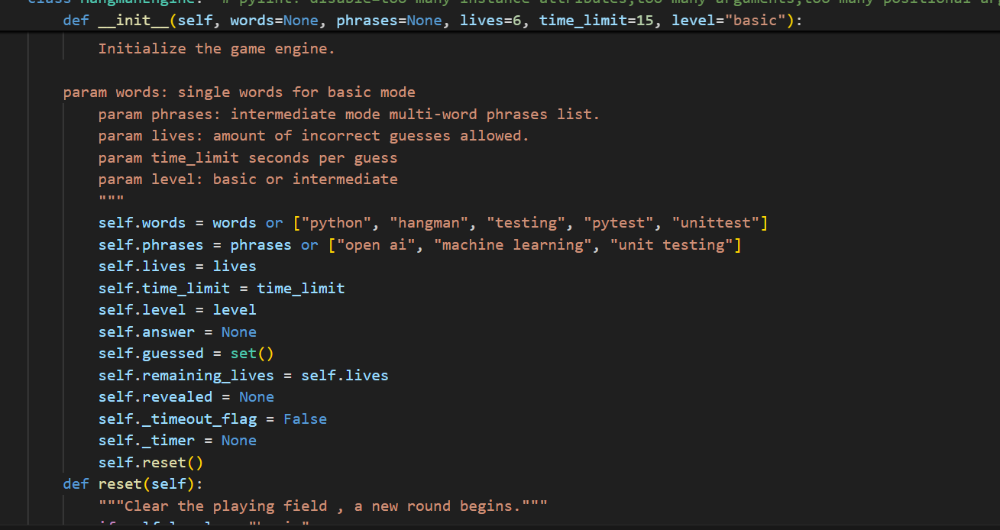 class HangmanEngine: # pylint: disable=too-many-instance-attributes,too-many-arguments,too-many-positional-arg
def __init__(self, words=None, phrases=None, lives=6, time_limit=15, level="basic"):
Initialize the game engine.
param words: single words for basic mode
param phrases: intermediate mode multi-word phrases list.
param lives: amount of incorrect guesses allowed.
param time_limit seconds per guess
param level: basic or intermediate
"""
self.words = words or ["python", "hangman", "testing", "pytest", "unittest"]
self.phrases = phrases or ["open ai", "machine learning", "unit testing"]
self.lives = lives
self.time_limit = time_limit
self.level = level
self.answer = None
self.guessed = set()
self.remaining_lives = self.lives
self.revealed = None
self._timeout_flag = False
self._timer = None
self.reset()
def reset(self):
"""Clear the playing field , a new round begins."""